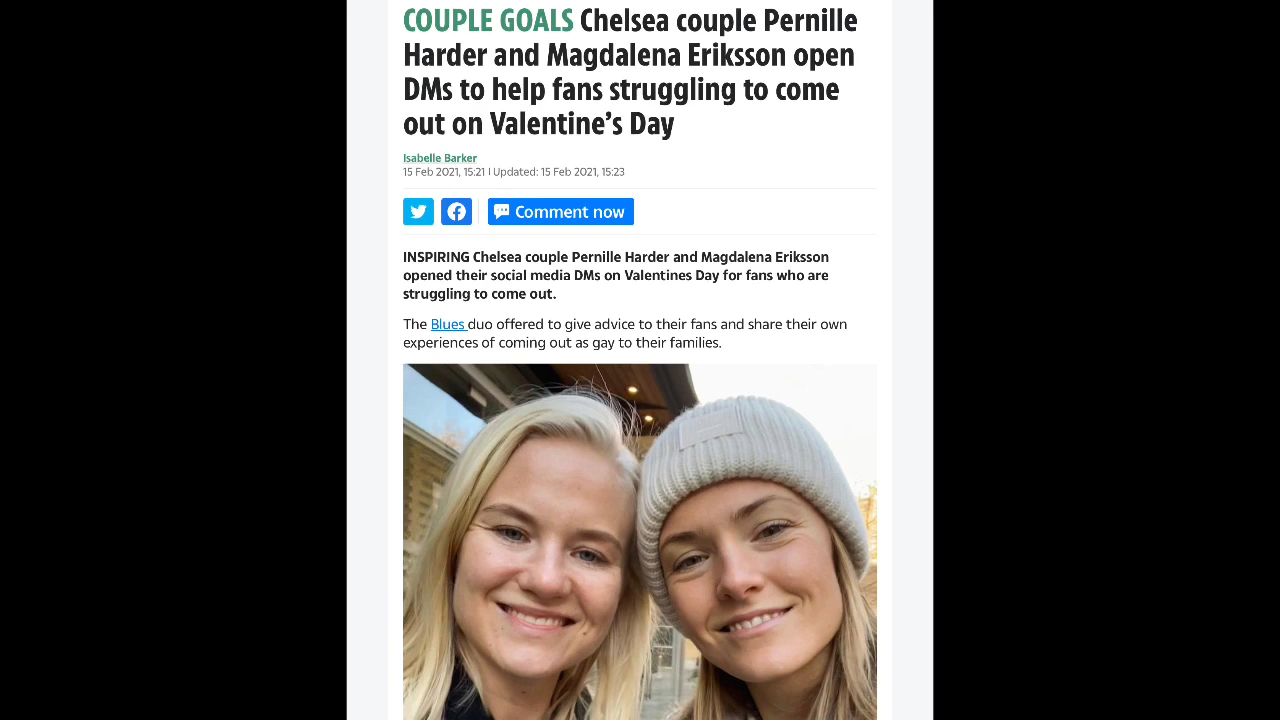 COUPLE GOALS Chelsea couple Pernille
Harder and Magdalena Eriksson open
DMs to help fans struggling to come
out on Valentine’s Day
Isabelle Barker
15 Feb 2021, 15:21 | Updated: 15 Feb 2021, 15:23
Comment now
INSPIRING Chelsea couple Pernille Harder and Magdalena Eriksson
opened their social media DMs on Valentines Day for fans who are
struggling to come out.
The Blues duo offered to give advice to their fans and share their own
experiences of coming out as gay to their families.